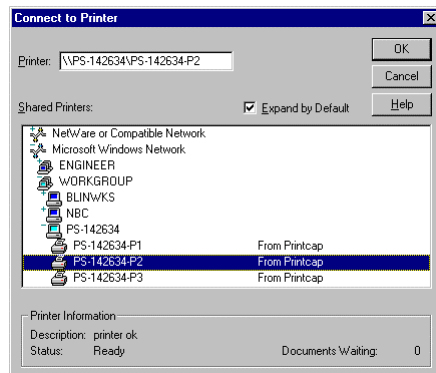 Connect to Printer
Printer: \\PS-142634\PS-142634-P2
OK
Cancel
Shared Printers:
Expand by Default
Help
NetWare or Compatible Network
Microsoft Windows Network
ENGINEER
WORKGROUP
BLINWKS
NBC
PS-142634
PS-142634-P1 From Printcap
PS-142634-P2 From Printcap
PS-142634-P3 From Printcap
Printer Information
Description: printer ok
Status: Ready Documents Waiting: 0